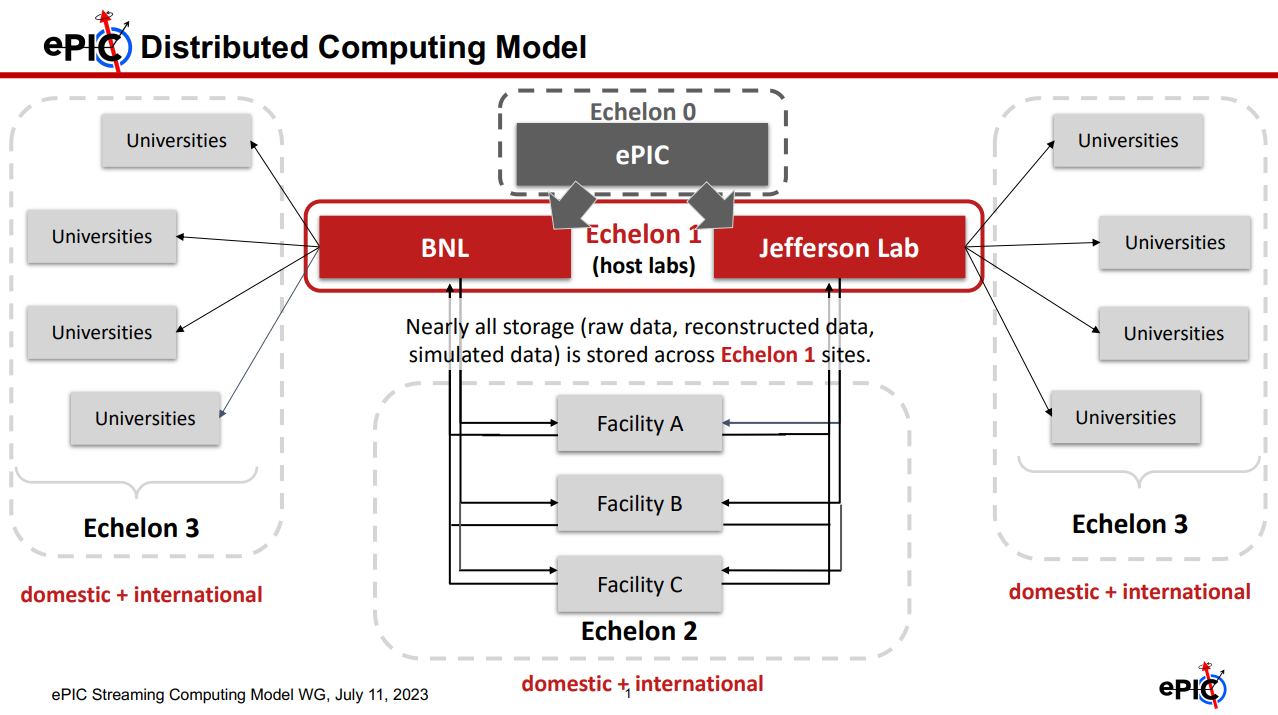 ePIC Distributed Computing Model
Echelon 0
ePIC
BNL
Echelon 1
(host labs)
Jefferson Lab
Nearly all storage (raw data, reconstructed data,
simulated data) is stored across Echelon 1 sites.
Universities
Universities
Universities
Universities
Echelon 3
domestic + international
Facility A
Facility B
Facility C
Echelon 2
domestic + international
Universities
Universities
Universities
Universities
Echelon 3
domestic + international
ePIC Streaming Computing Model WG, July 11, 2023
1
ePIC